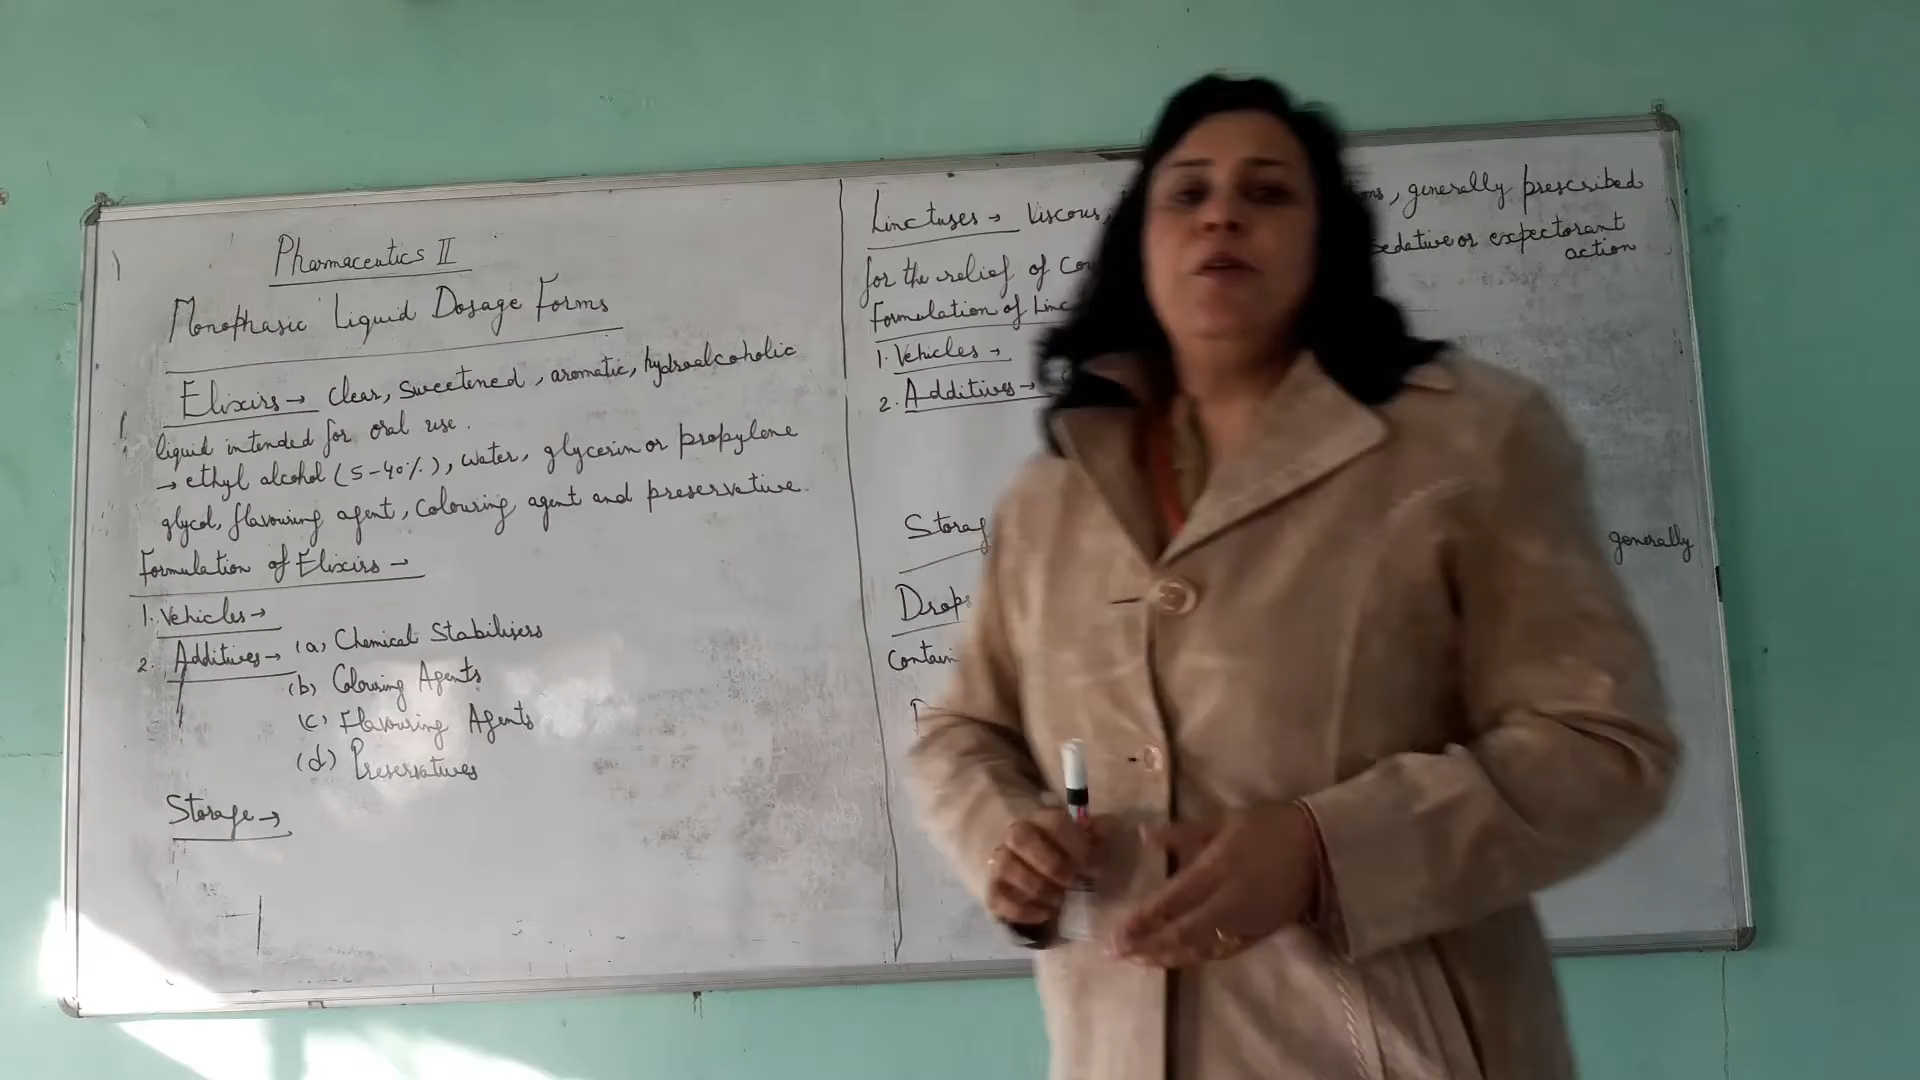 Pharmaceutics II
Monophasic Liquid Dosage Forms
Elixirs → Clear, sweetened, aromatic, hydroalcoholic
liquid intended for oral use.
→ ethyl alcohol (5-40%), water, glycerin or propylene
glycol, flavouring agent, colouring agent and preservative.
Formulation of Elixirs →
1. Vehicles →
2. Additives → (a) Chemical Stabilisers
(b) Colouring Agents
(c) Flavouring Agents
(d) Preservatives
Storage →
Linctuses → Viscous, generally prescribed
for the relief of sedative or expectorant
action
Formulation of
1. Vehicles →
2. Additives →
generally
Drops
contain